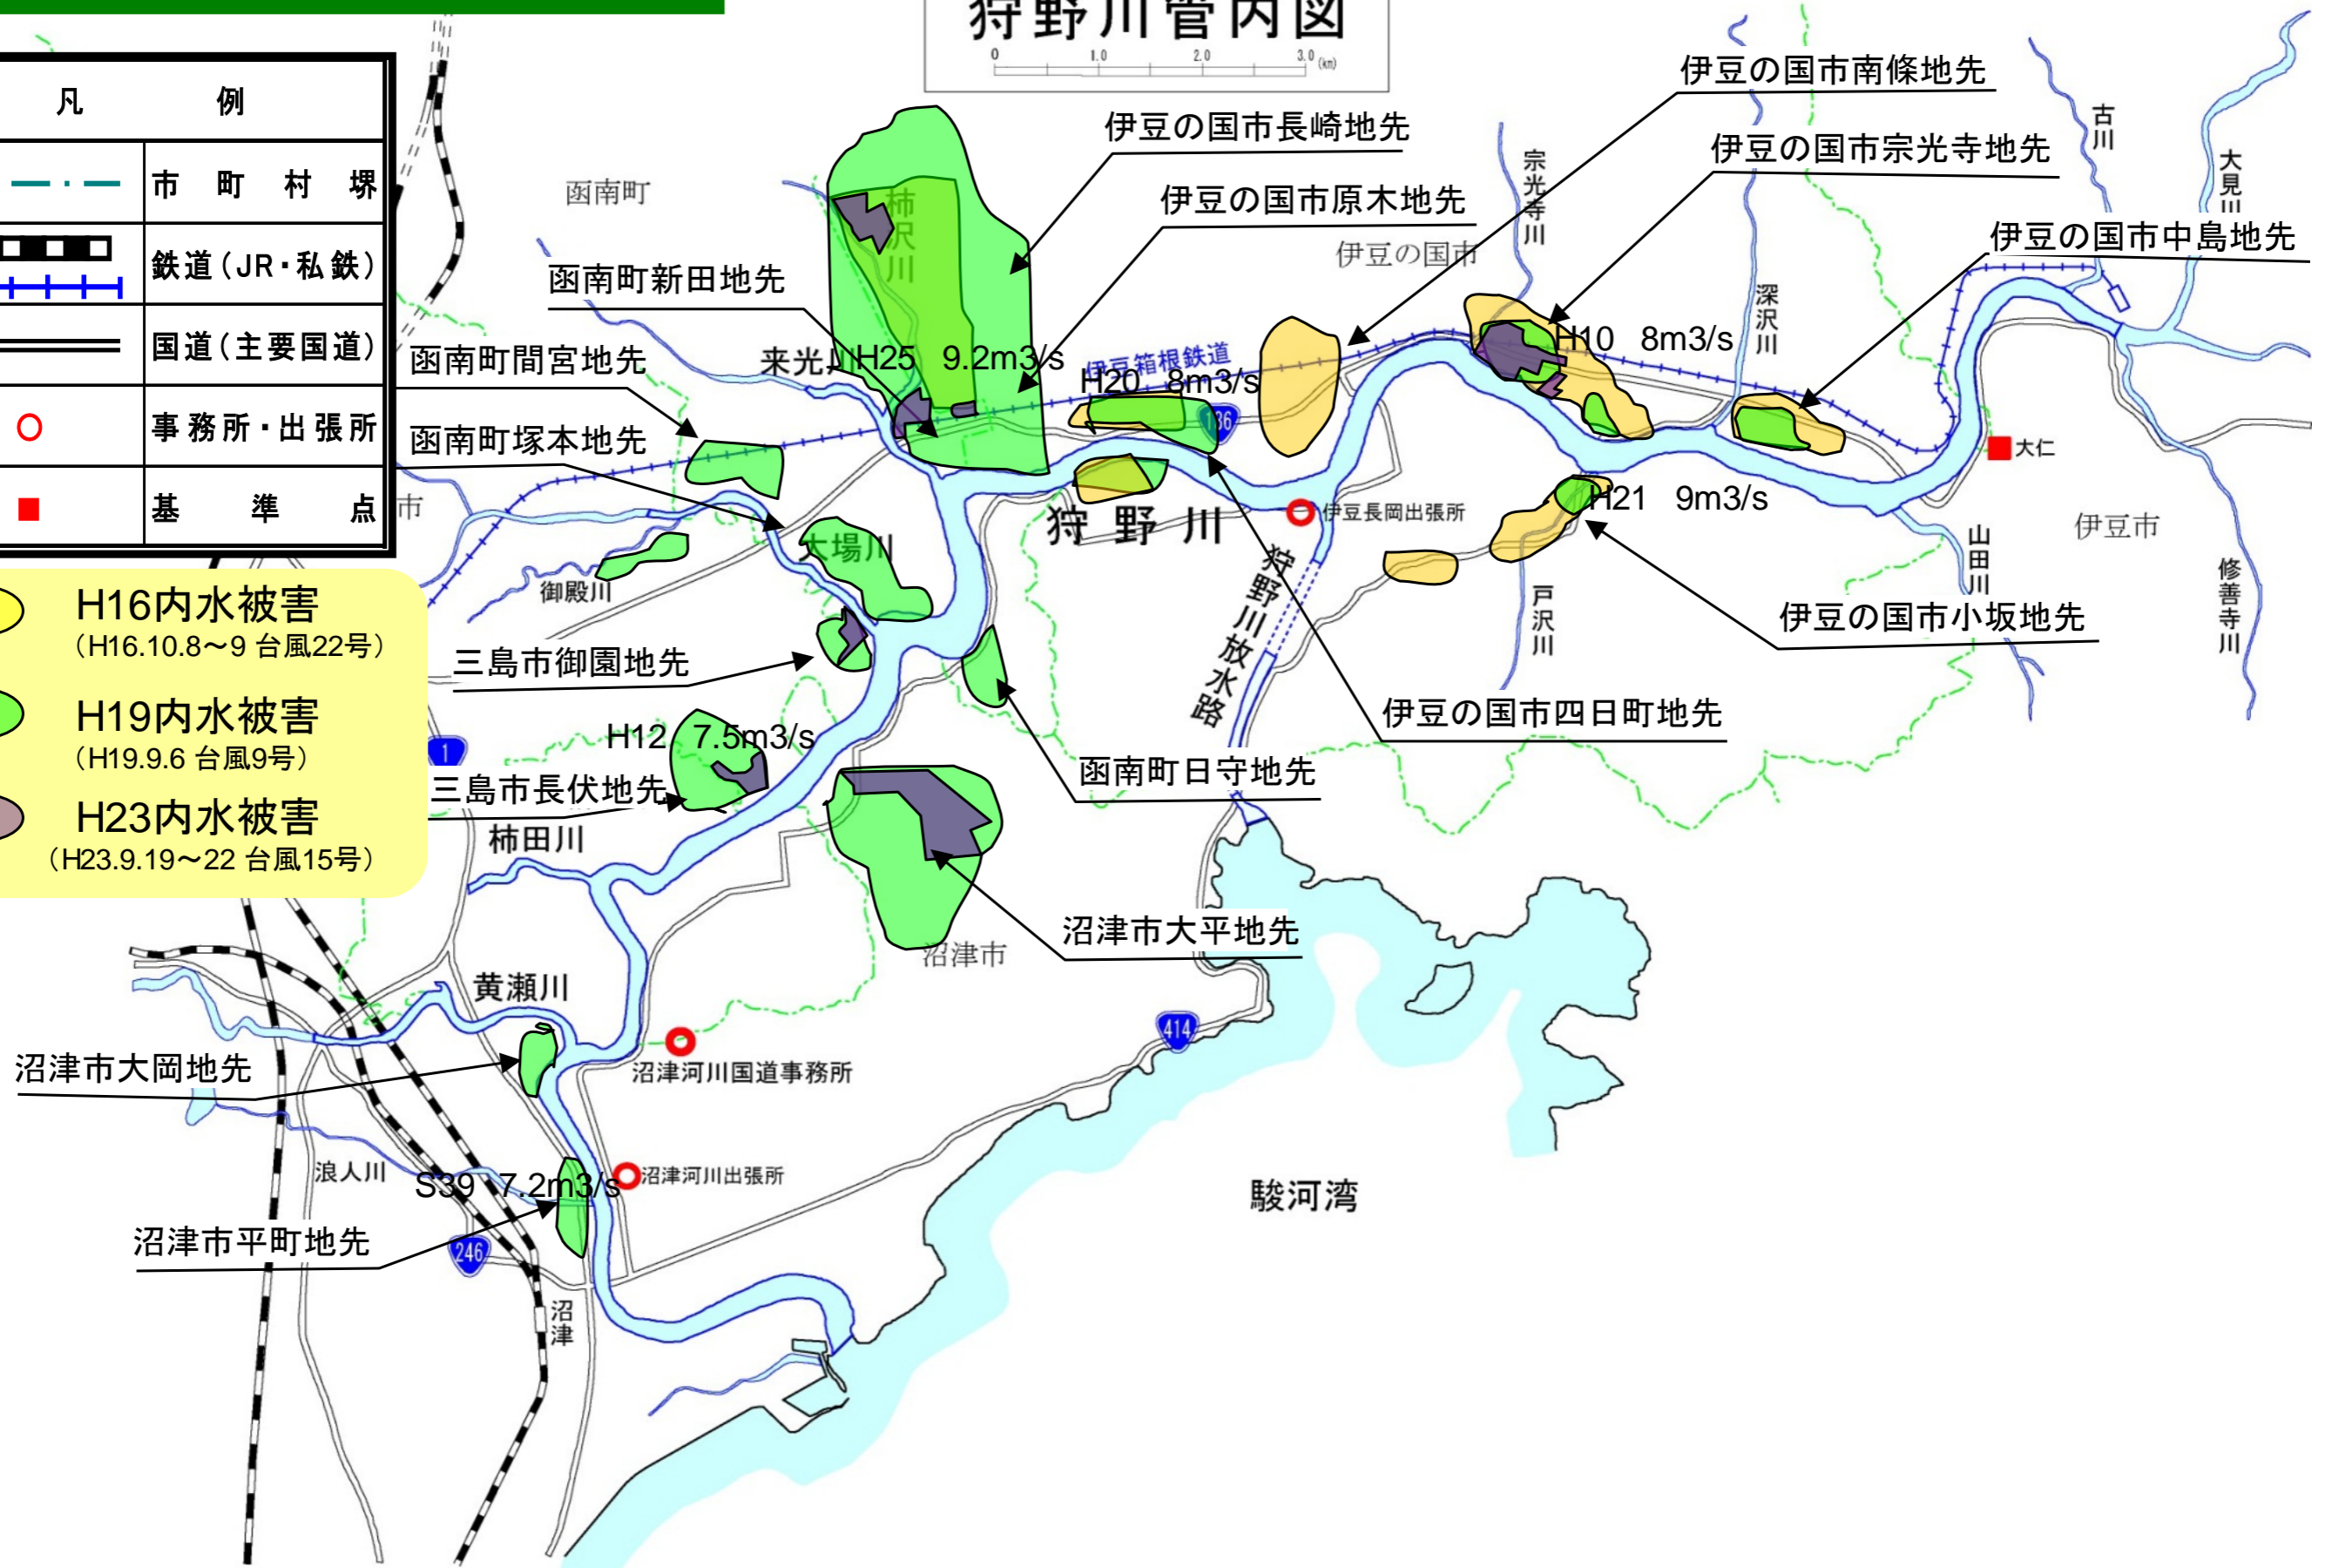 狩野川管内図
0 1.0 2.0 3.0 (km)
凡 例
市 町 村 堺
鉄道(JR・私鉄)
国道(主要国道)
事務所・出張所
基 準 点
H16内水被害
(H16.10.8～9 台風22号)
H19内水被害
(H19.9.6 台風9号)
H23内水被害
(H23.9.19～22 台風15号)
伊豆の国市南條地先
伊豆の国市長崎地先
伊豆の国市宗光寺地先
伊豆の国市原木地先
伊豆の国市中島地先
古川
大見川
宗光寺川
深沢川
函南町
柿沢川
伊豆の国市
函南町新田地先
函南町間宮地先
来光川
H25 9.2m3/s
伊豆箱根鉄道
H20 8m3/s
H10 8m3/s
136
函南町塚本地先
大仁
市
狩野川
伊豆長岡出張所
H21 9m3/s
大場川
御殿川
狩野川放水路
戸沢川
山田川
伊豆市
修善寺川
伊豆の国市小坂地先
三島市御園地先
伊豆の国市四日町地先
H12 7.5m3/s
1
三島市長伏地先
函南町日守地先
柿田川
沼津市大平地先
沼津市
黄瀬川
414
沼津市大岡地先
沼津河川国道事務所
浪人川
S39 7.2m3/s
沼津河川出張所
駿河湾
沼津市平町地先
246
沼津